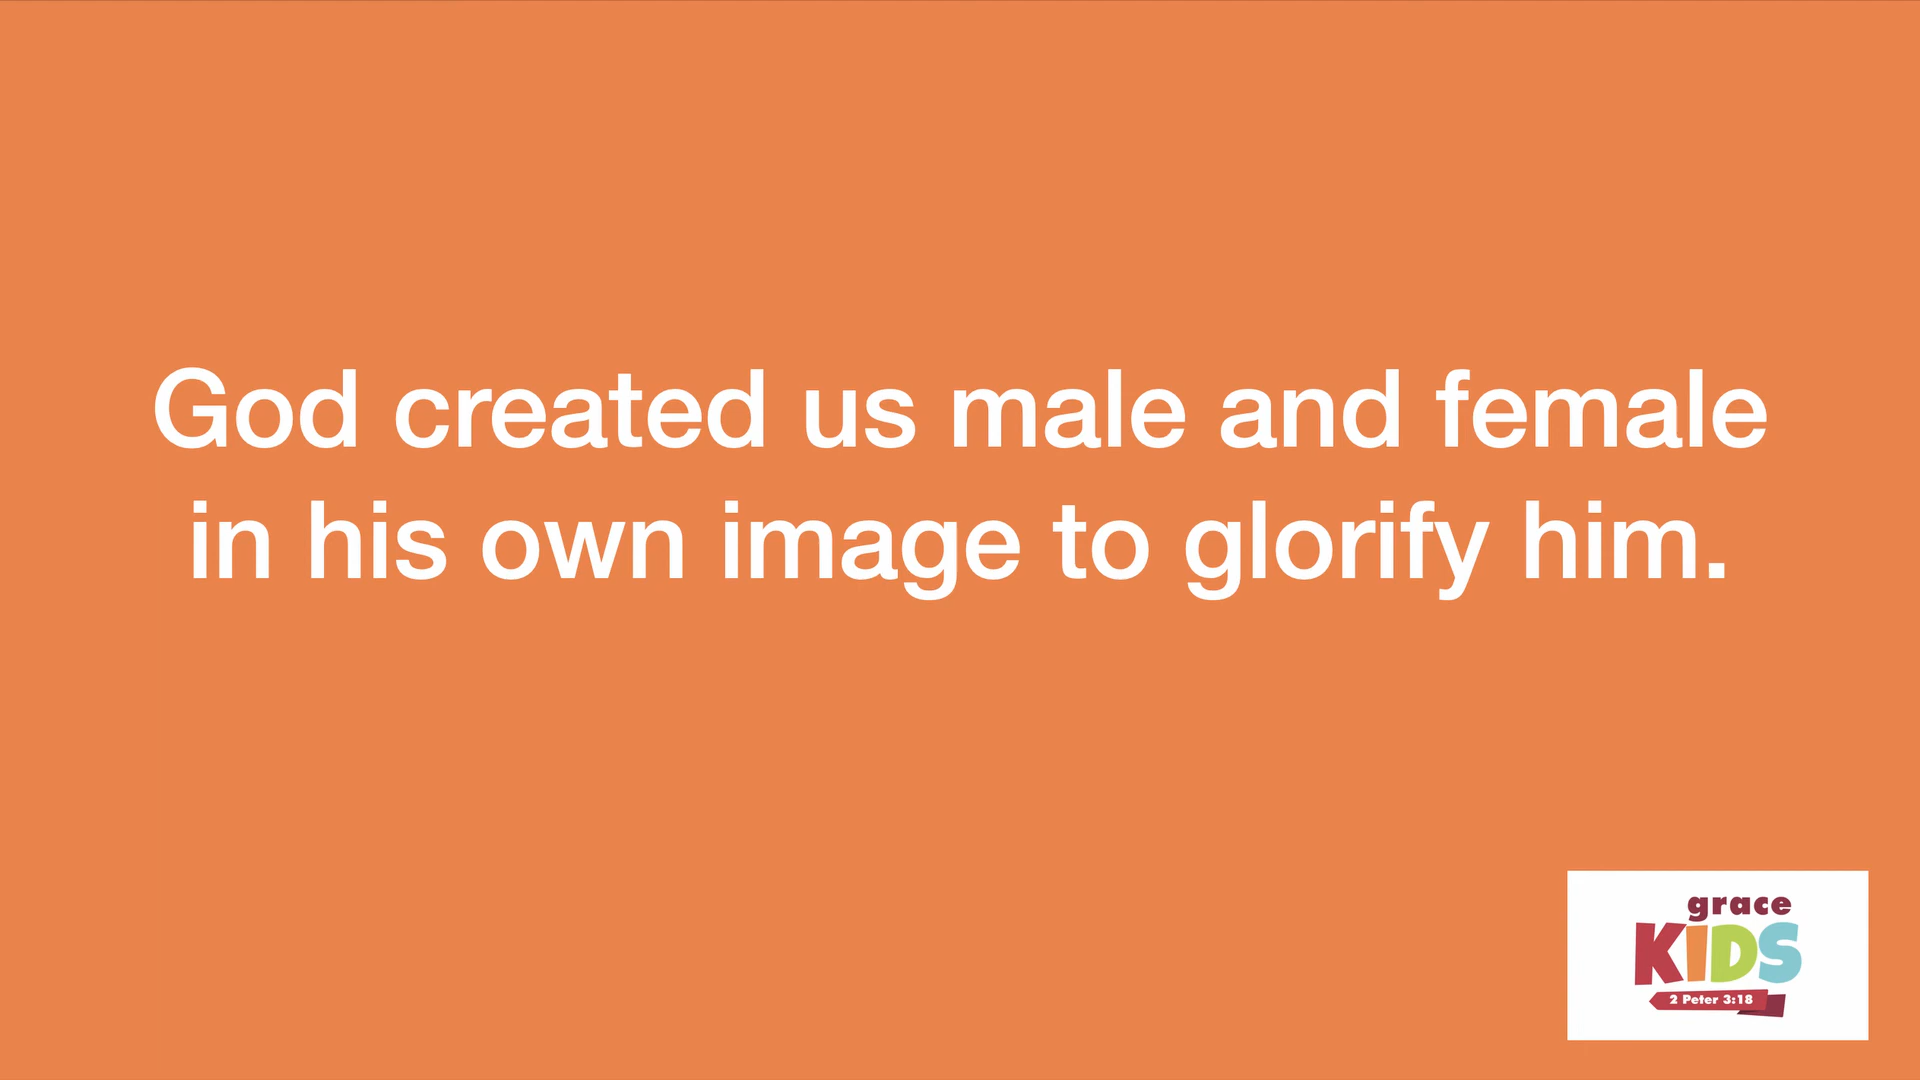 God created us male and female
in his own image to glorify him.
grace
KIDS
2 Peter 3:18